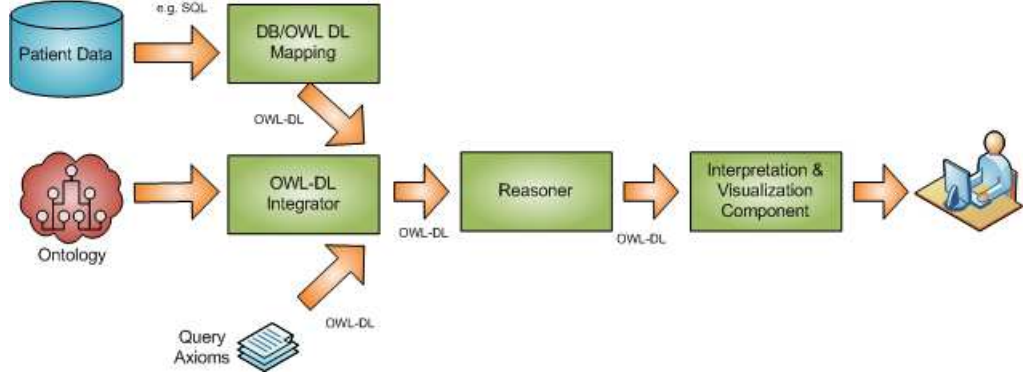 e.g. SQL
Patient Data
DB/OWL DL
Mapping
OWL-DL
Ontology
OWL-DL
Integrator
OWL-DL
Reasoner
OWL-DL
Interpretation &
Visualization
Component
Query
Axioms
OWL-DL